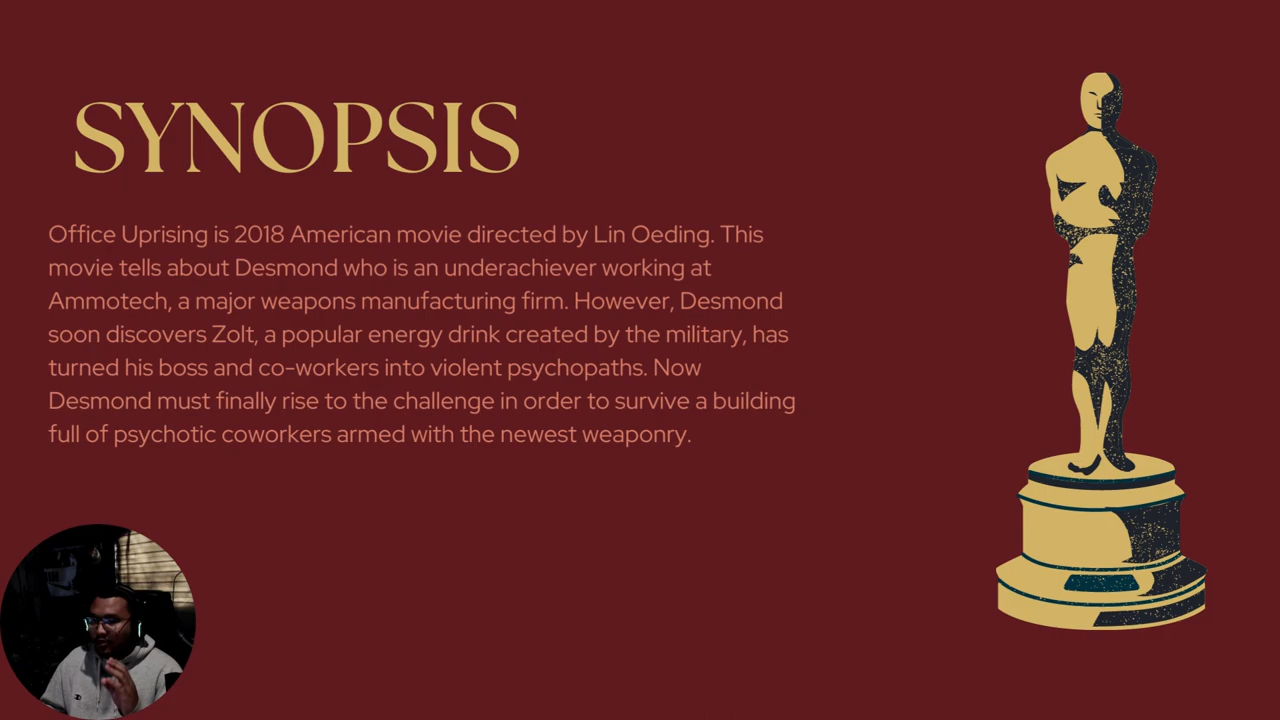 SYNOPSIS
Office Uprising is 2018 American movie directed by Lin Oeding. This
movie tells about Desmond who is an underachiever working at
Ammotech, a major weapons manufacturing firm. However, Desmond
soon discovers Zolt, a popular energy drink created by the military, has
turned his boss and co-workers into violent psychopaths. Now
Desmond must finally rise to the challenge in order to survive a building
full of psychotic coworkers armed with the newest weaponry.